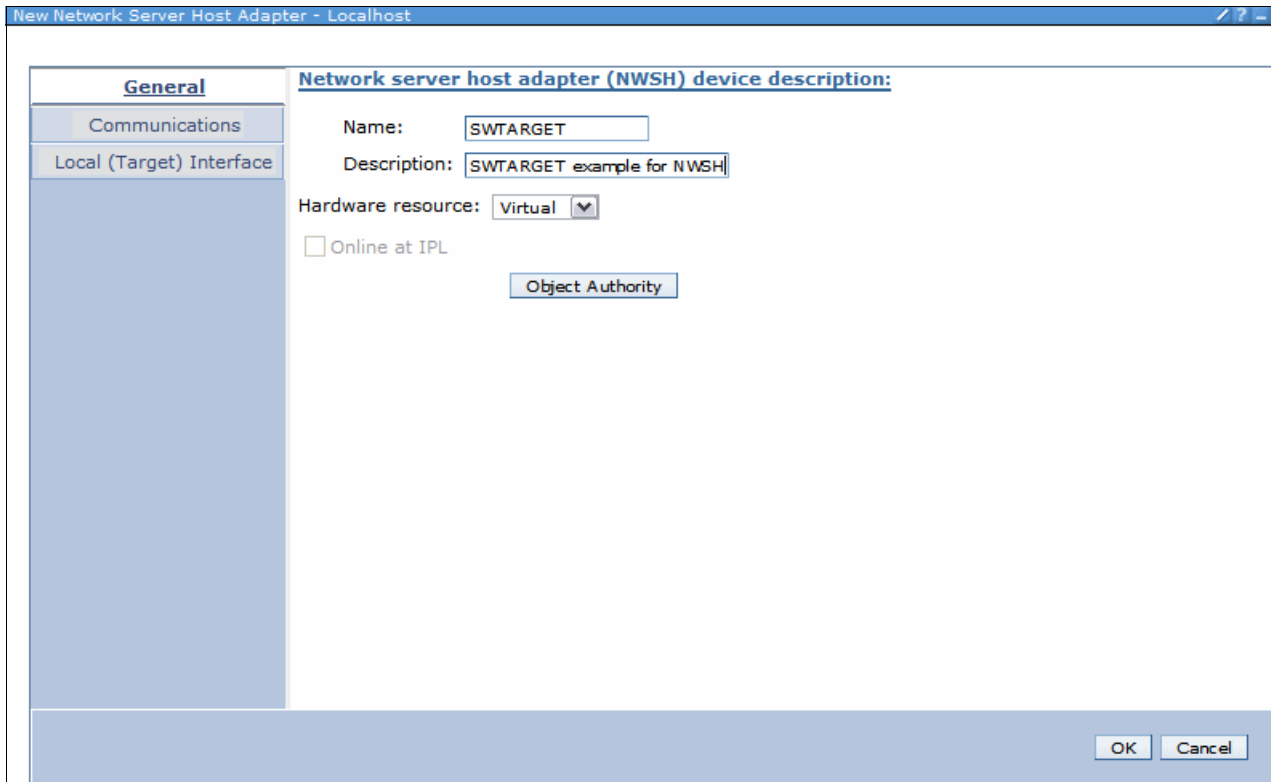 New Network Server Host Adapter - Localhost
General
Communications
Local (Target) Interface
Network server host adapter (NWSH) device description:
Name: SWTARGET
Description: SWTARGET example for NWSH
Hardware resource: Virtual
Online at IPL
Object Authority
OK Cancel